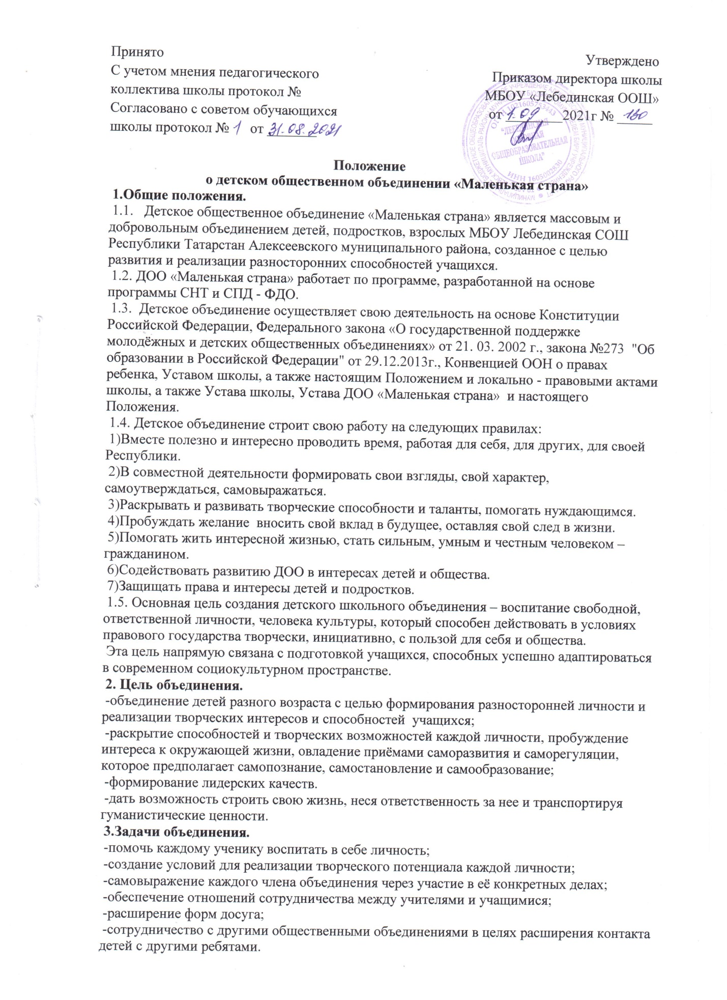 Принято
С учетом мнения педагогического
коллектива школы протокол №
Согласовано с советом обучающихся
школы протокол № 1 от 31.08.2021
Утверждено
Приказом директора школы
МБОУ «Лебединская ООШ»
от 1.09 2021г № 130
1021605753443
"ЛЕБЕДИНСКАЯ
ОСНОВНАЯ
ОБЩЕОБРАЗОВАТЕЛЬНАЯ
ШКОЛА"
ИНН 1605002830
Положение
о детском общественном объединении «Маленькая страна»
1.Общие положения.
1.1. Детское общественное объединение «Маленькая страна» является массовым и
добровольным объединением детей, подростков, взрослых МБОУ Лебединская СОШ
Республики Татарстан Алексеевского муниципального района, созданное с целью
развития и реализации разносторонних способностей учащихся.
1.2. ДОО «Маленькая страна» работает по программе, разработанной на основе
программы СНТ и СПД - ФДО.
1.3. Детское объединение осуществляет свою деятельность на основе Конституции
Российской Федерации, Федерального закона «О государственной поддержке
молодёжных и детских общественных объединениях» от 21. 03. 2002 г., закона №273 "Об
образовании в Российской Федерации" от 29.12.2013г., Конвенцией ООН о правах
ребенка, Уставом школы, а также настоящим Положением и локально - правовыми актами
школы, а также Устава школы, Устава ДОО «Маленькая страна» и настоящего
Положения.
1.4. Детское объединение строит свою работу на следующих правилах:
1)Вместе полезно и интересно проводить время, работая для себя, для других, для своей
Республики.
2)В совместной деятельности формировать свои взгляды, свой характер,
самоутверждаться, самовыражаться.
3)Раскрывать и развивать творческие способности и таланты, помогать нуждающимся.
4)Пробуждать желание вносить свой вклад в будущее, оставляя свой след в жизни.
5)Помогать жить интересной жизнью, стать сильным, умным и честным человеком –
гражданином.
6)Содействовать развитию ДОО в интересах детей и общества.
7)Защищать права и интересы детей и подростков.
1.5. Основная цель создания детского школьного объединения – воспитание свободной,
ответственной личности, человека культуры, который способен действовать в условиях
правового государства творчески, инициативно, с пользой для себя и общества.
Эта цель напрямую связана с подготовкой учащихся, способных успешно адаптироваться
в современном социокультурном пространстве.
2. Цель объединения.
-объединение детей разного возраста с целью формирования разносторонней личности и
реализации творческих интересов и способностей учащихся;
-раскрытие способностей и творческих возможностей каждой личности, пробуждение
интереса к окружающей жизни, овладение приёмами саморазвития и саморегуляции,
которое предполагает самопознание, самостановление и самообразование;
-формирование лидерских качеств.
-дать возможность строить свою жизнь, неся ответственность за нее и транспортируя
гуманистические ценности.
3.Задачи объединения.
-помочь каждому ученику воспитать в себе личность;
-создание условий для реализации творческого потенциала каждой личности;
-самовыражение каждого члена объединения через участие в её конкретных делах;
-обеспечение отношений сотрудничества между учителями и учащимися;
-расширение форм досуга;
-сотрудничество с другими общественными объединениями в целях расширения контакта
детей с другими ребятами.